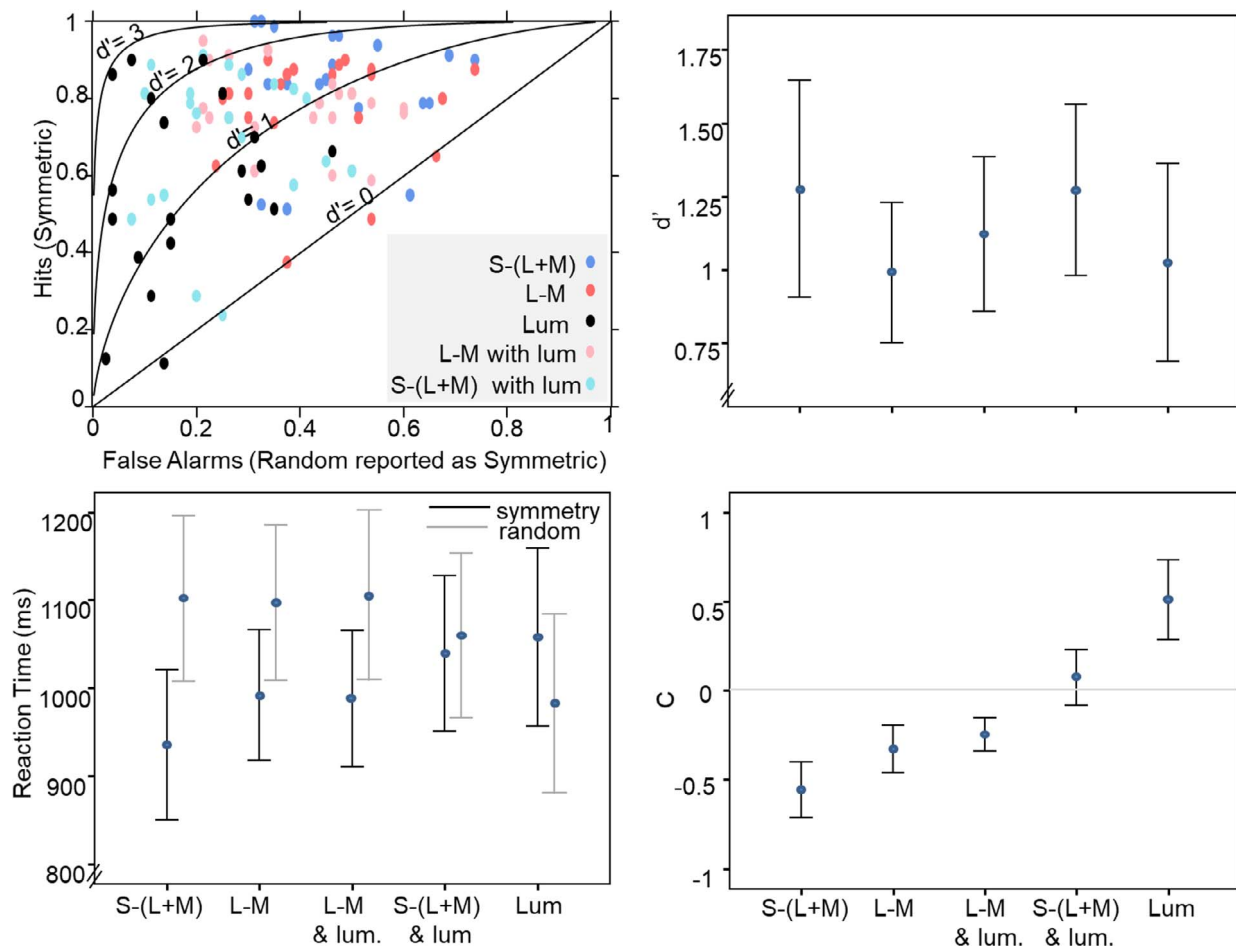 1
0.8
0.6
0.4
0.2
0
Hits (Symmetric)
d'= 3
d'= 2
d'= 1
d'= 0
S-(L+M)
L-M
Lum
L-M with lum
S-(L+M) with lum
0
0.2
0.4
0.6
0.8
1
False Alarms (Random reported as Symmetric)
1.75
1.50
1.25
1
0.75
d'
1200
1100
1000
900
800
Reaction Time (ms)
symmetry
random
S-(L+M)
L-M
L-M
& lum.
S-(L+M)
& lum
Lum
1
0.5
0
-0.5
-1
C
S-(L+M)
L-M
L-M
& lum.
S-(L+M)
& lum.
Lum